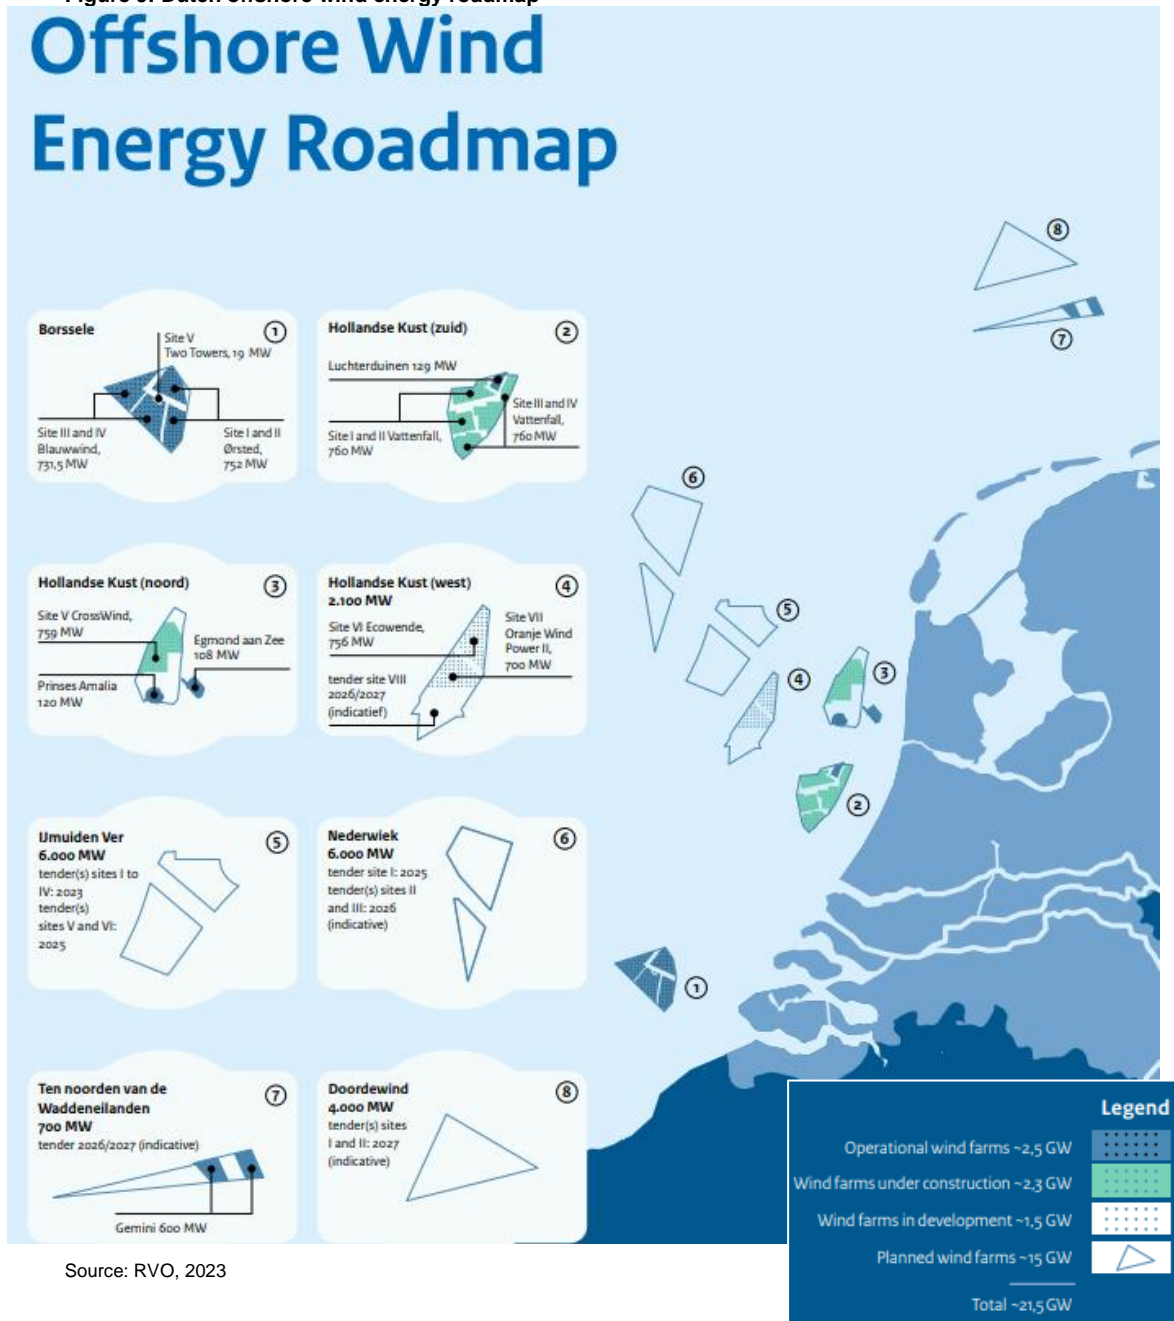 Figure 9: Dutch offshore wind energy roadmap
Offshore Wind
Energy Roadmap
8
7
Borssele
1
Site V
Two Towers, 19 MW
Site III and IV
Blauwwind,
731,5 MW
Site I and II
Ørsted,
752 MW
Hollandse Kust (zuid)
2
Luchterduinen 129 MW
Site III and IV
Vattenfall,
760 MW
Site I and II Vattenfall,
760 MW
6
Hollandse Kust (noord)
3
Site V CrossWind,
759 MW
Egmond aan Zee
108 MW
Prinses Amalia
120 MW
Hollandse Kust (west)
4
2.100 MW
Site VI Ecowende,
756 MW
Site VII
Oranje Wind
Power II,
700 MW
tender site VIII
2026/2027
(indicatief)
5
4
3
2
IJmuiden Ver
5
6.000 MW
tender(s) sites I to
IV: 2023
tender(s)
sites V and VI:
2025
Nederwiek
6
6.000 MW
tender site I: 2025
tender(s) sites II
and III: 2026
(indicative)
1
Ten noorden van de
Waddeneilanden
7
700 MW
tender 2026/2027 (indicative)
Gemini 600 MW
Doordewind
8
4.000 MW
tender(s) sites
I and II: 2027
(indicative)
Legend
Operational wind farms ~2,5 GW
Wind farms under construction ~2,3 GW
Wind farms in development ~1,5 GW
Planned wind farms ~15 GW
Total ~21,5 GW
Source: RVO, 2023